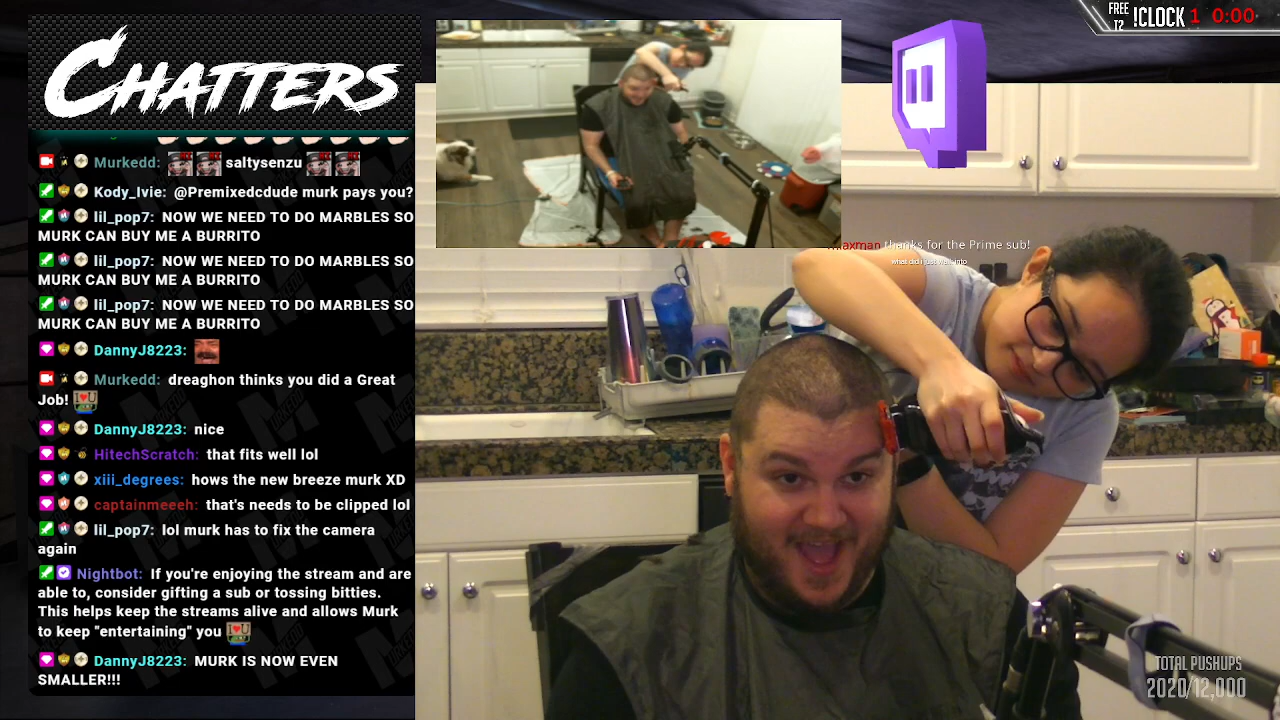 CHATTERS
Murkedd: saltysenzu
Kody_Ivie: @Premixedcdude murk pays you?
lil_pop7: NOW WE NEED TO DO MARBLES SO
MURK CAN BUY ME A BURRITO
lil_pop7: NOW WE NEED TO DO MARBLES SO
MURK CAN BUY ME A BURRITO
lil_pop7: NOW WE NEED TO DO MARBLES SO
MURK CAN BUY ME A BURRITO
DannyJ8223:
Murkedd: dreaghon thinks you did a Great
Job!
DannyJ8223: nice
HitechScratch: that fits well lol
xiii_degrees: hows the new breeze murk XD
captainmeeeh: that's needs to be clipped lol
lil_pop7: lol murk has to fix the camera
again
Nightbot: If you're enjoying the stream and are
able to, consider gifting a sub or tossing bitties.
This helps keep the streams alive and allows Murk
to keep "entertaining" you
DannyJ8223: MURK IS NOW EVEN
SMALLER!!!
FREE
T2
!CLOCK 1 0:00
thanks for the Prime sub!
what did i just walk into
TOTAL PUSHUPS
2020/12,000